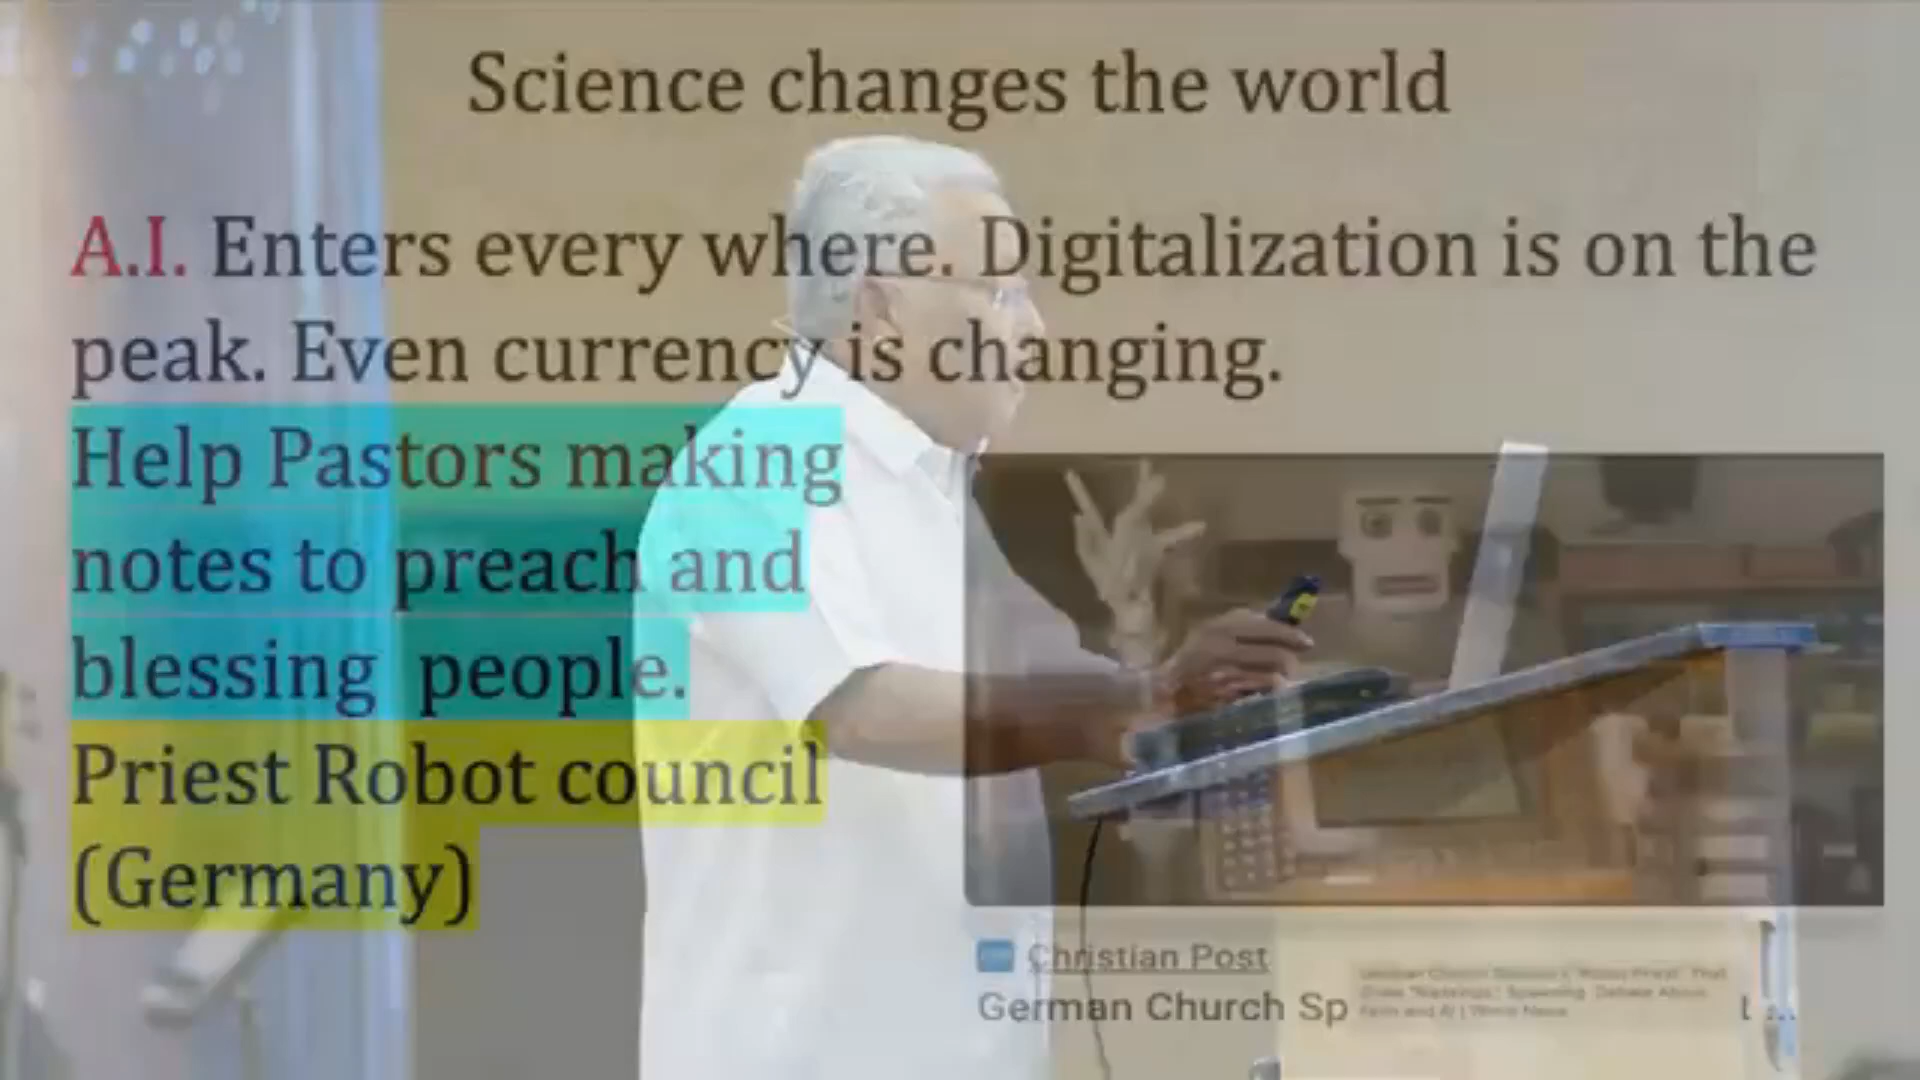 Science changes the world
A.I. Enters every where. Digitalization is on the
peak. Even currency is changing.
Help Pastors making
notes to preach and
blessing people.
Priest Robot council
(Germany)
Christian Post
German Church Sp